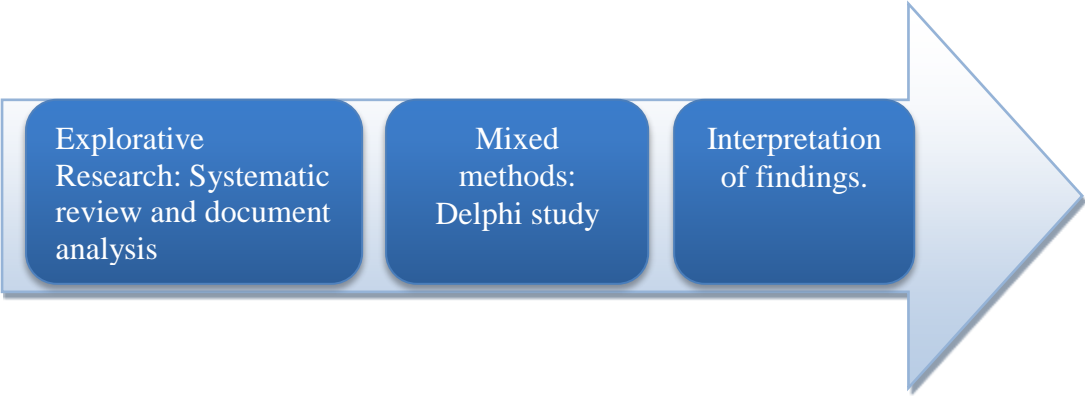 Explorative
Research: Systematic
review and document
analysis
Mixed
methods:
Delphi study
Interpretation
of findings.